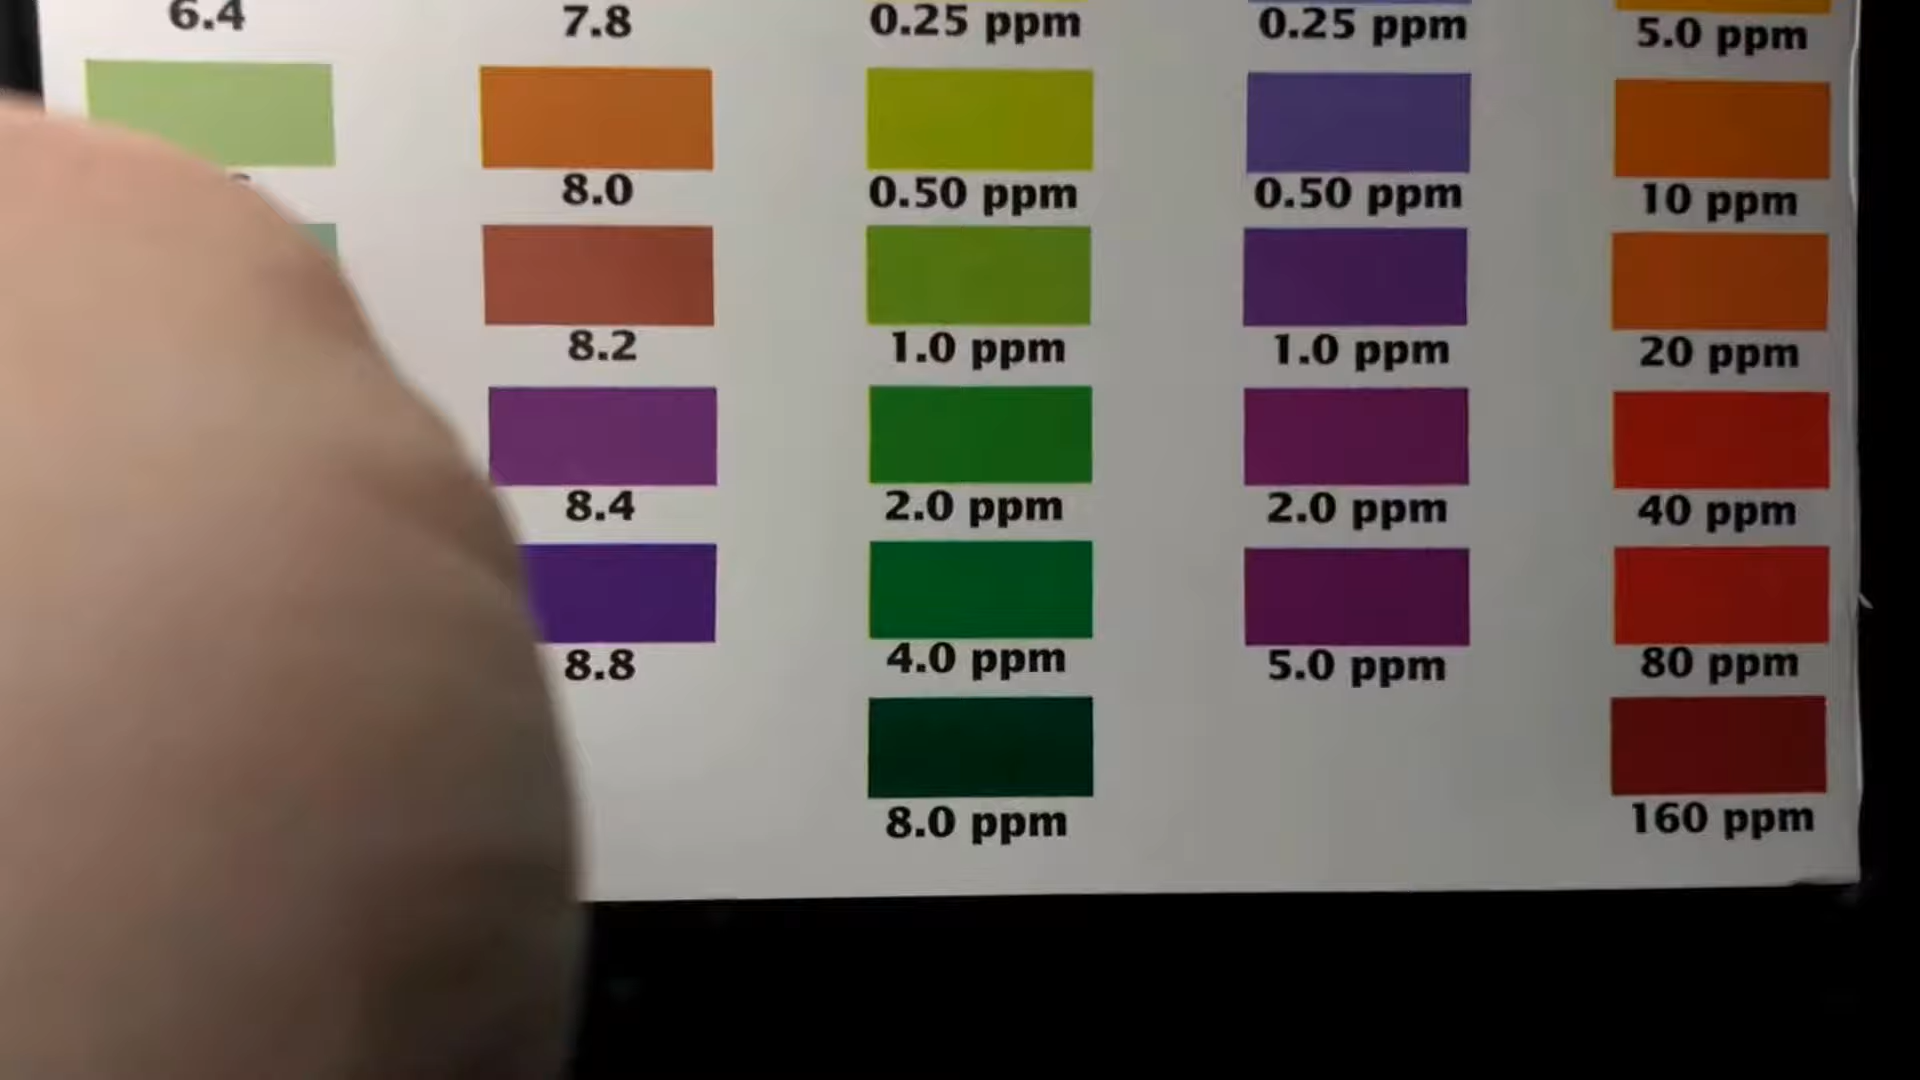 6.4 7.8 0.25 ppm 0.25 ppm 5.0 ppm
8.0 0.50 ppm 0.50 ppm 10 ppm
8.2 1.0 ppm 1.0 ppm 20 ppm
8.4 2.0 ppm 2.0 ppm 40 ppm
8.8 4.0 ppm 5.0 ppm 80 ppm
8.0 ppm 160 ppm